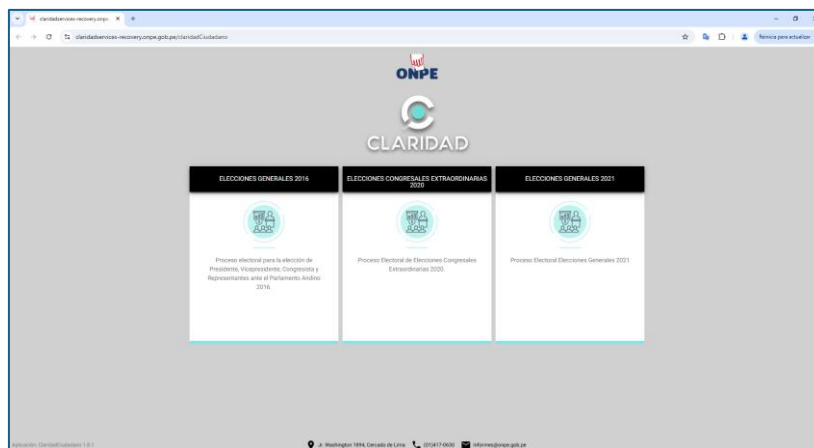 claridadservices-recovery.onpe
claridadservices-recovery.onpe.gob.pe/claridadCiudadano
Reinicia para actualizar
ONPE
CLARIDAD
ELECCIONES GENERALES 2016
Proceso electoral para la elección de
Presidente, Vicepresidente, Congresista y
Representantes ante el Parlamento Andino
2016.
ELECCIONES CONGRESALES EXTRAORDINARIAS
2020
Proceso Electoral de Elecciones Congresales
Extraordinarias 2020.
ELECCIONES GENERALES 2021
Proceso Electoral Elecciones Generales 2021
Aplicación: ClaridadCiudadano 1.8.1
Jr. Washington 1894, Cercado de Lima (01)417-0630 informes@onpe.gob.pe